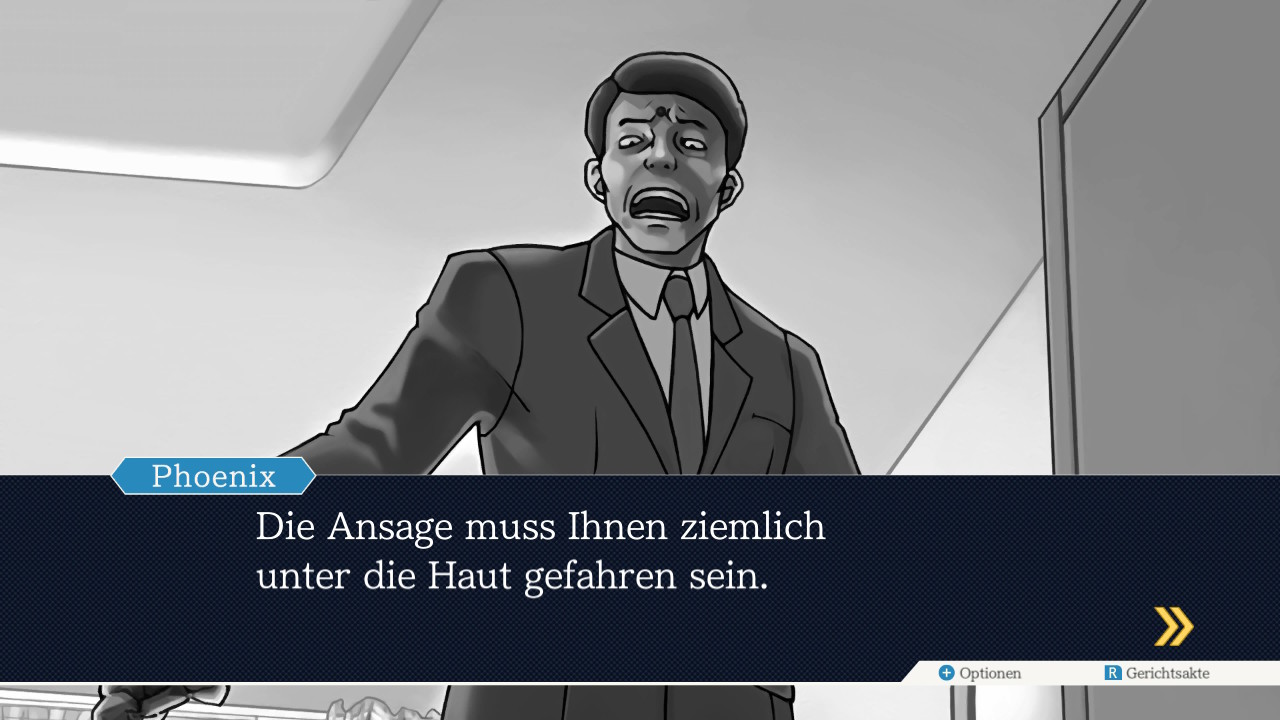 Phoenix
Die Ansage muss Ihnen ziemlich
unter die Haut gefahren sein.
+ Optionen
R Gerichtsakte